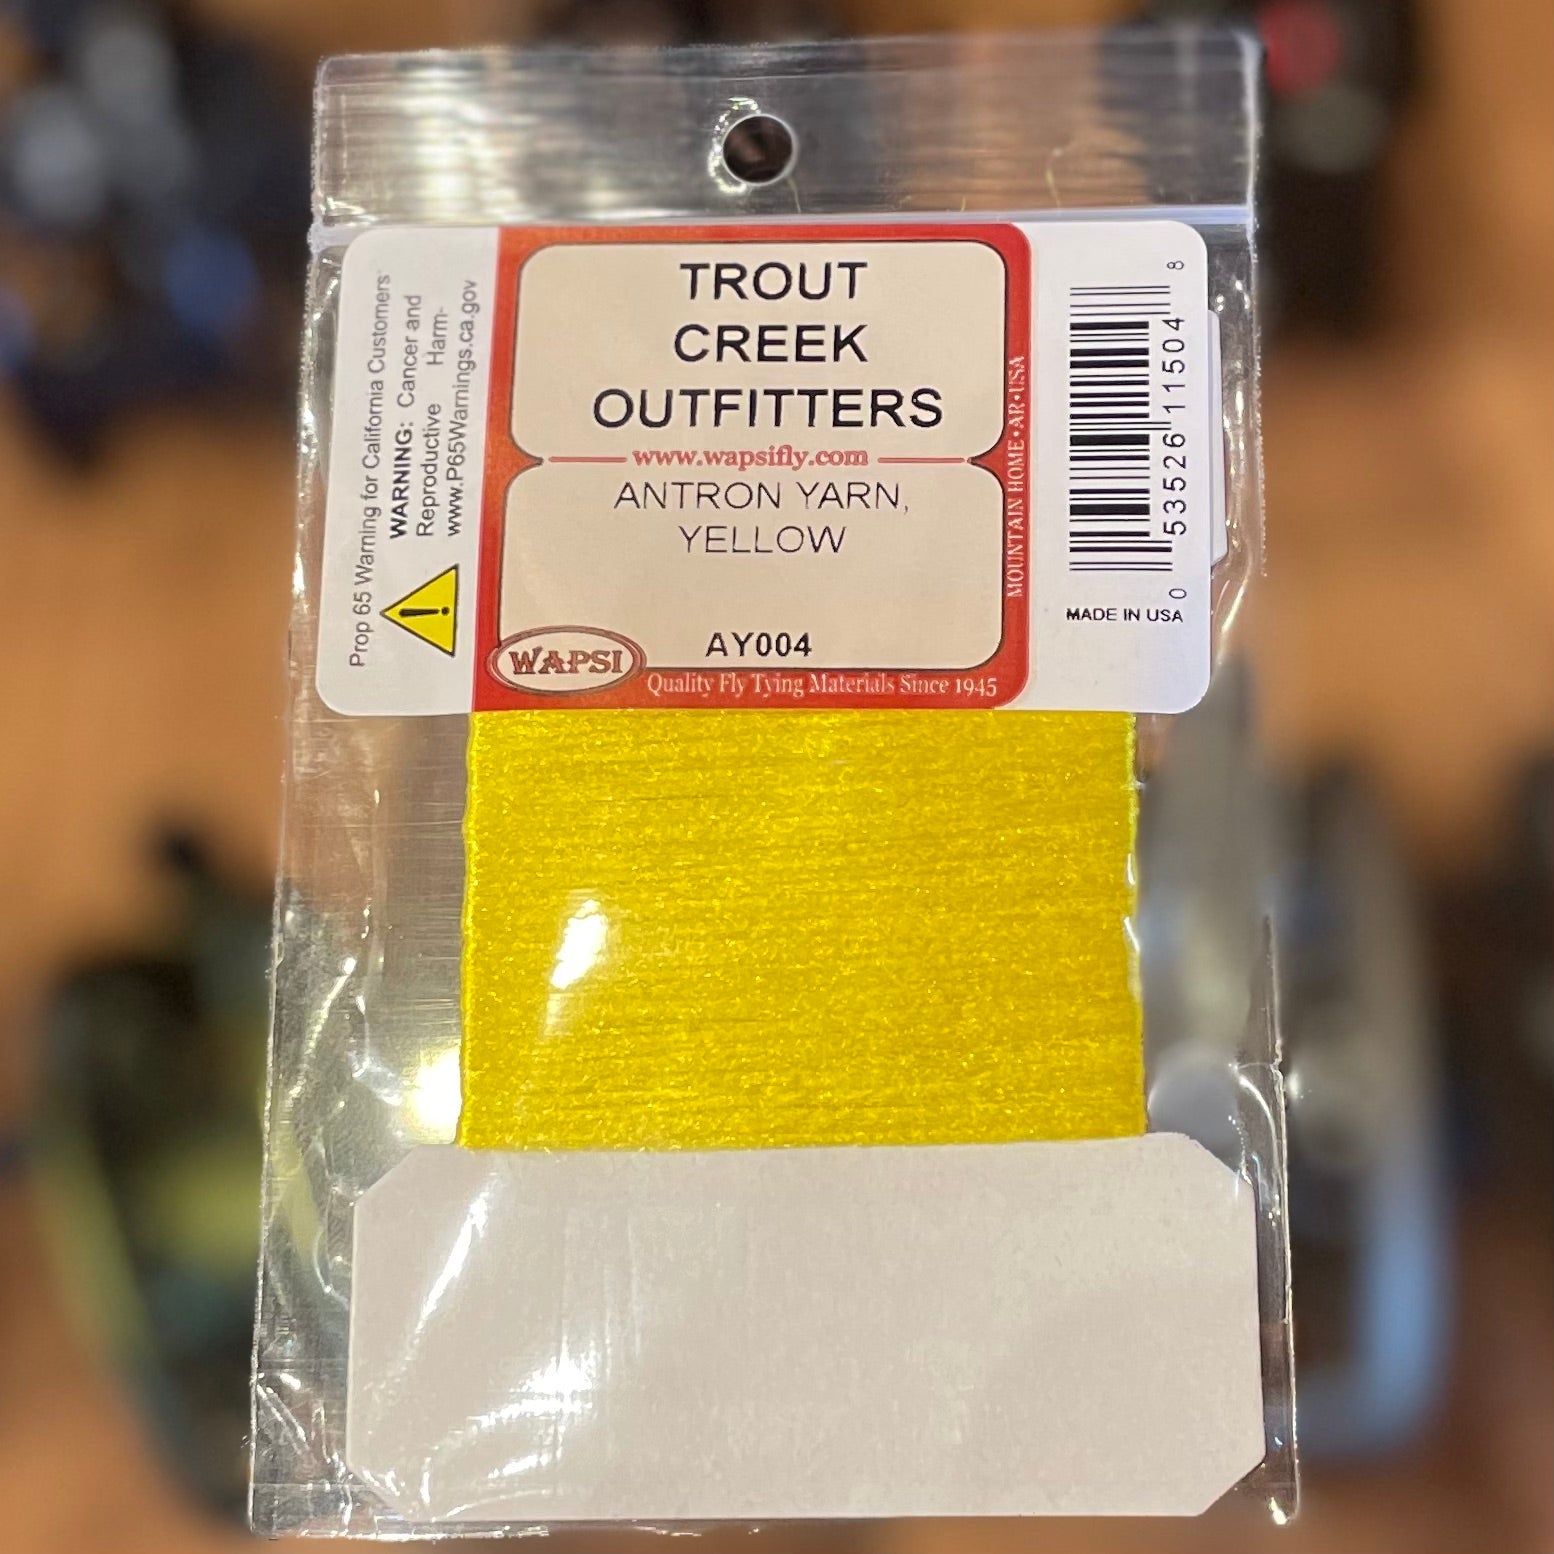 Prop 65 Warning for California Customers
WARNING: Cancer and
Reproductive Harm-
www.P65Warnings.ca.gov
TROUT
CREEK
OUTFITTERS
www.wapsifly.com
ANTRON YARN,
YELLOW
AY004
WAPSI
Quality Fly Tying Materials Since 1945
MOUNTAIN HOME•AR•USA
0 53526 11504 8
MADE IN USA